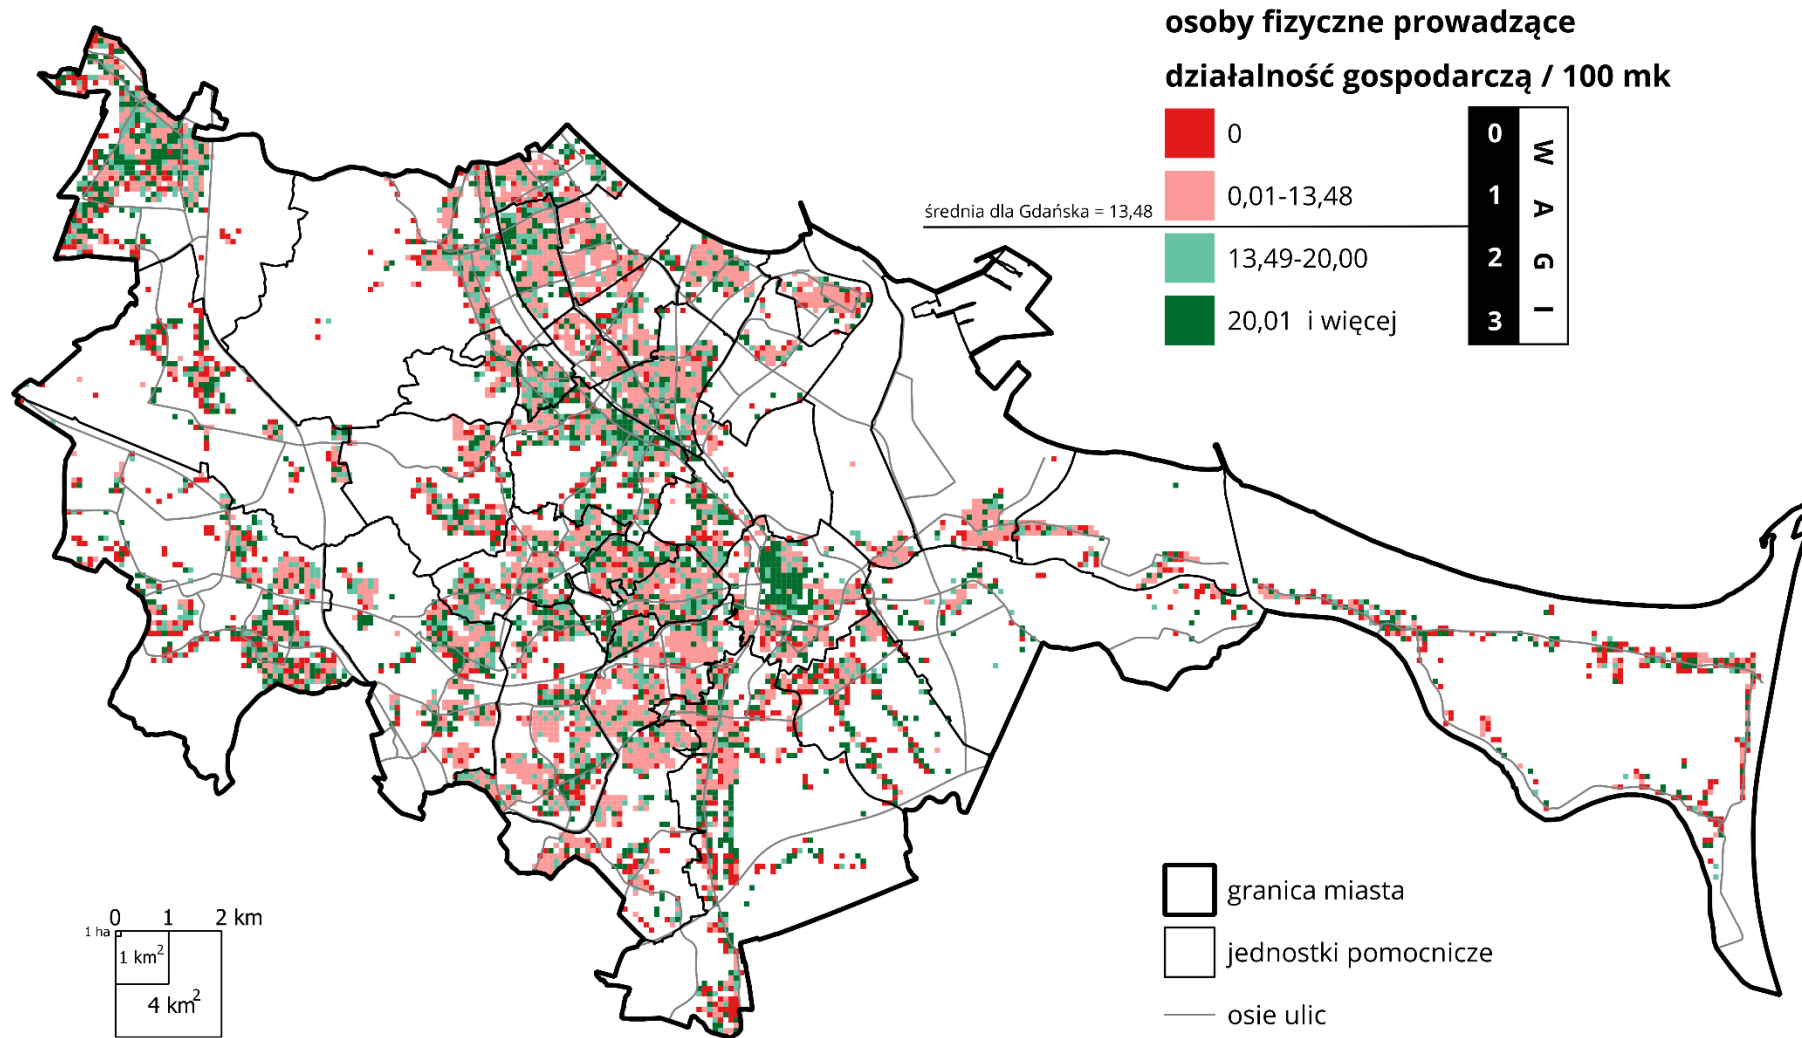 osoby fizyczne prowadzące
działalność gospodarczą / 100 mk
0
0,01-13,48
średnia dla Gdańska = 13,48
13,49-20,00
20,01 i więcej
0
1
2
3
WAGI
granica miasta
jednostki pomocnicze
osie ulic
0 1 2 km
1 ha
1 km²
4 km²